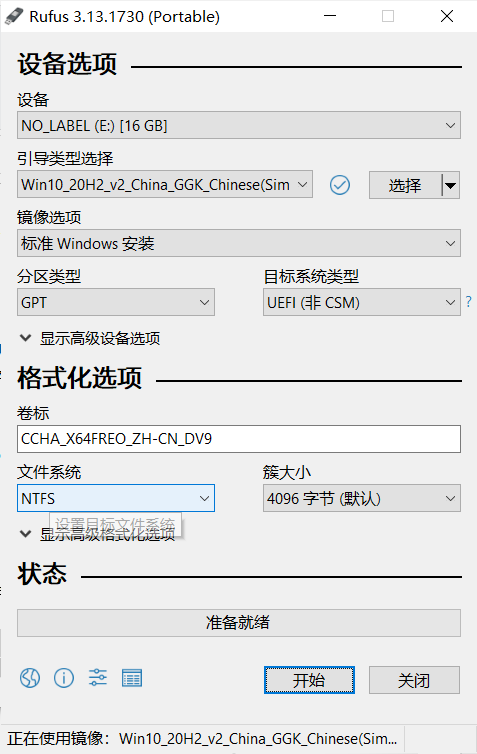 Rufus 3.13.1730 (Portable)
设备选项
设备
NO_LABEL (E:) [16 GB]
引导类型选择
Win10_20H2_v2_China_GGK_Chinese(Sim
选择
镜像选项
标准 Windows 安装
分区类型
目标系统类型
GPT
UEFI (非 CSM)
?
显示高级设备选项
格式化选项
卷标
CCHA_X64FREO_ZH-CN_DV9
文件系统
簇大小
NTFS
4096 字节 (默认)
设置目标文件系统
显示高级格式化选项
状态
准备就绪
开始
关闭
正在使用镜像：Win10_20H2_v2_China_GGK_Chinese(Sim...